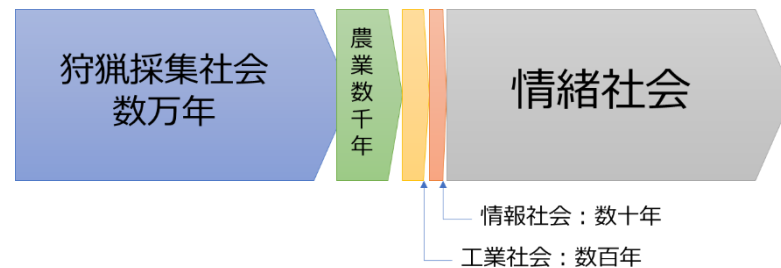 狩猟採集社会
数万年
農業数千年
情緒社会
情報社会：数十年
工業社会：数百年